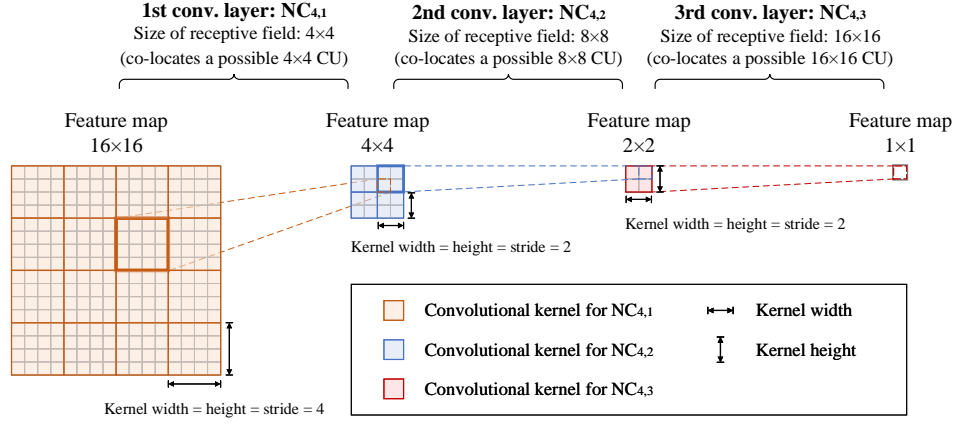 1st conv. layer: NC4,1
Size of receptive field: 4×4
(co-locates a possible 4×4 CU)
2nd conv. layer: NC4,2
Size of receptive field: 8×8
(co-locates a possible 8×8 CU)
3rd conv. layer: NC4,3
Size of receptive field: 16×16
(co-locates a possible 16×16 CU)
Feature map
16×16
Feature map
4×4
Feature map
2×2
Feature map
1×1
Kernel width = height = stride = 2
Kernel width = height = stride = 2
Kernel width = height = stride = 4
Convolutional kernel for NC4,1
Convolutional kernel for NC4,2
Convolutional kernel for NC4,3
Kernel width
Kernel height